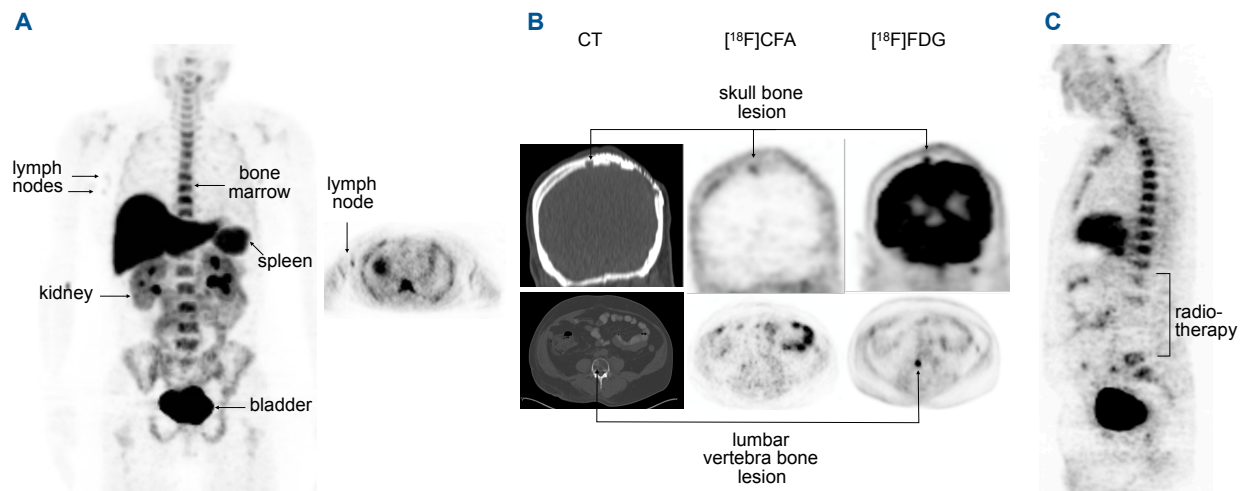 A
B
C
CT
[¹⁸F]CFA
[¹⁸F]FDG
lymph
nodes
bone
marrow
lymph
node
spleen
kidney
bladder
skull bone
lesion
lumbar
vertebra bone
lesion
radio-
therapy